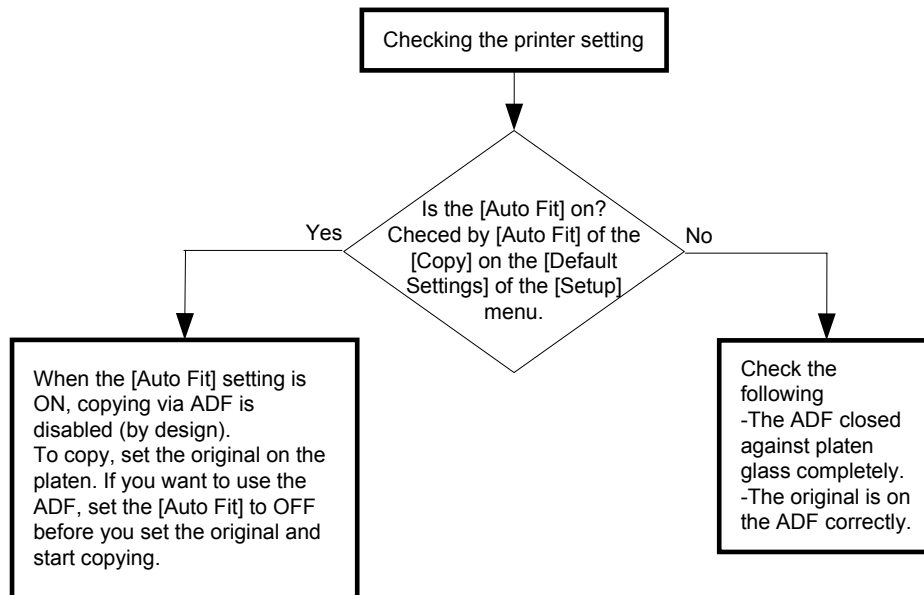 Checking the printer setting
Is the [Auto Fit] on?
Checed by [Auto Fit] of the
[Copy] on the [Default
Settings] of the [Setup]
menu.
Yes
No
When the [Auto Fit] setting is
ON, copying via ADF is
disabled (by design).
To copy, set the original on the
platen. If you want to use the
ADF, set the [Auto Fit] to OFF
before you set the original and
start copying.
Check the
following
-The ADF closed
against platen
glass completely.
-The original is on
the ADF correctly.